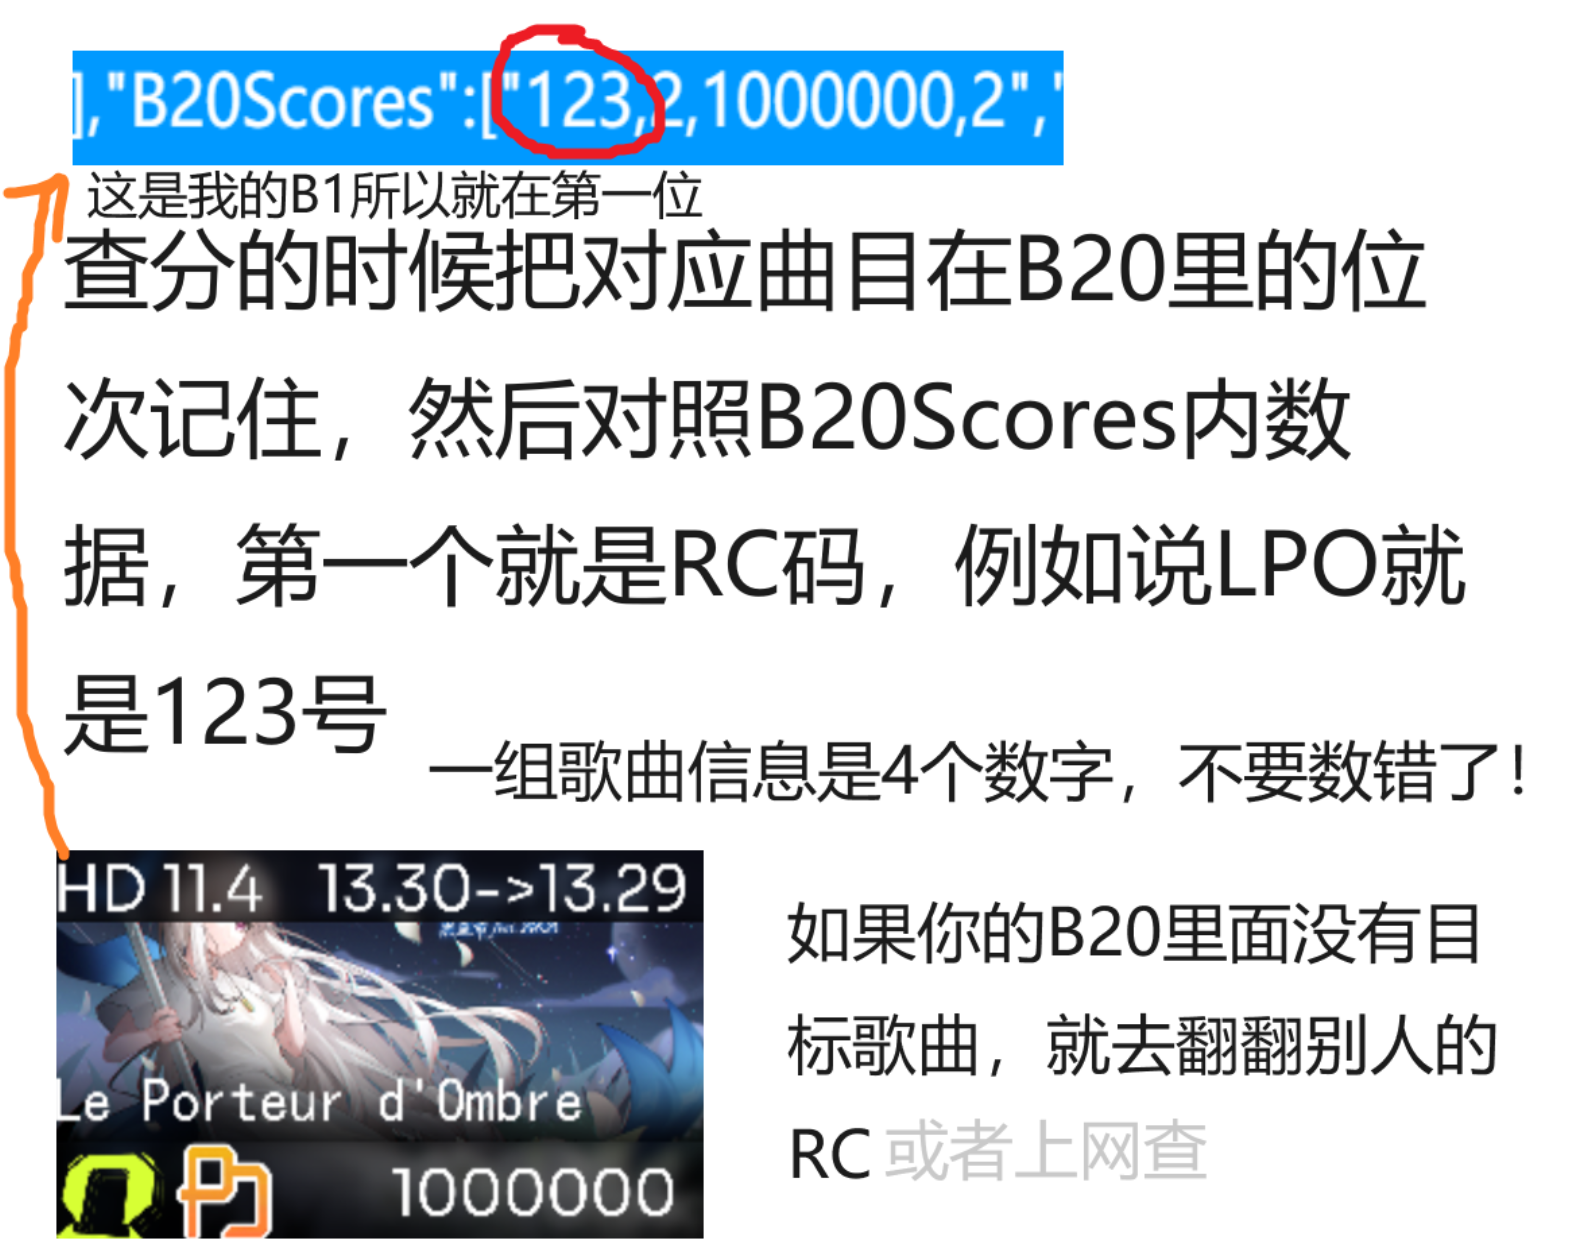 ],"B20Scores":["123,2,1000000,2","
这是我的B1所以就在第一位
查分的时候把对应曲目在B20里的位
次记住，然后对照B20Scores内数
据，第一个就是RC码，例如说LPO就
是123号
一组歌曲信息是4个数字，不要数错了！
HD 11.4 13.30->13.29
Le Porteur d'Ombre
1000000
如果你的B20里面没有目
标歌曲，就去翻翻别人的
RC 或者上网查